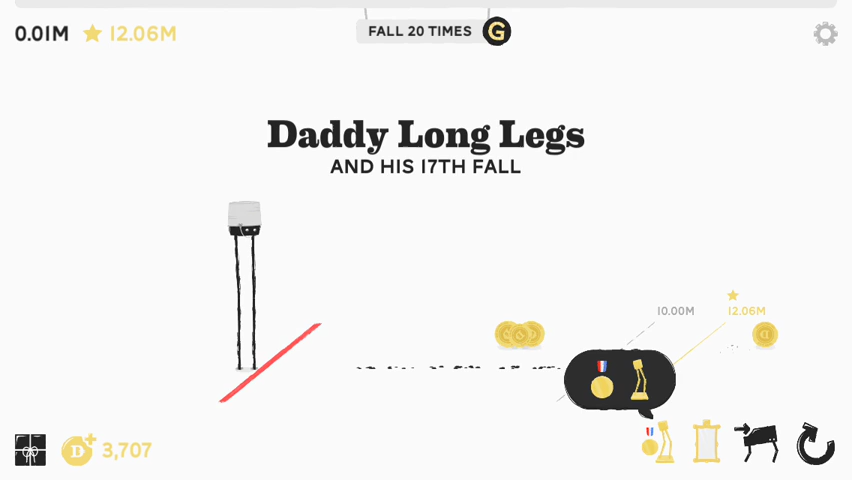 0.01M
12.06M
FALL 20 TIMES
G
Daddy Long Legs
AND HIS 17TH FALL
10.00M
12.06M
D
D
3,707